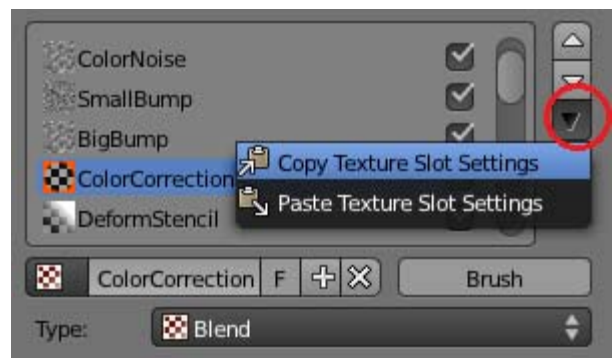 ColorNoise
SmallBump
BigBump
Copy Texture Slot Settings
ColorCorrection
Paste Texture Slot Settings
DeformStencil
ColorCorrection F Brush
Type: Blend